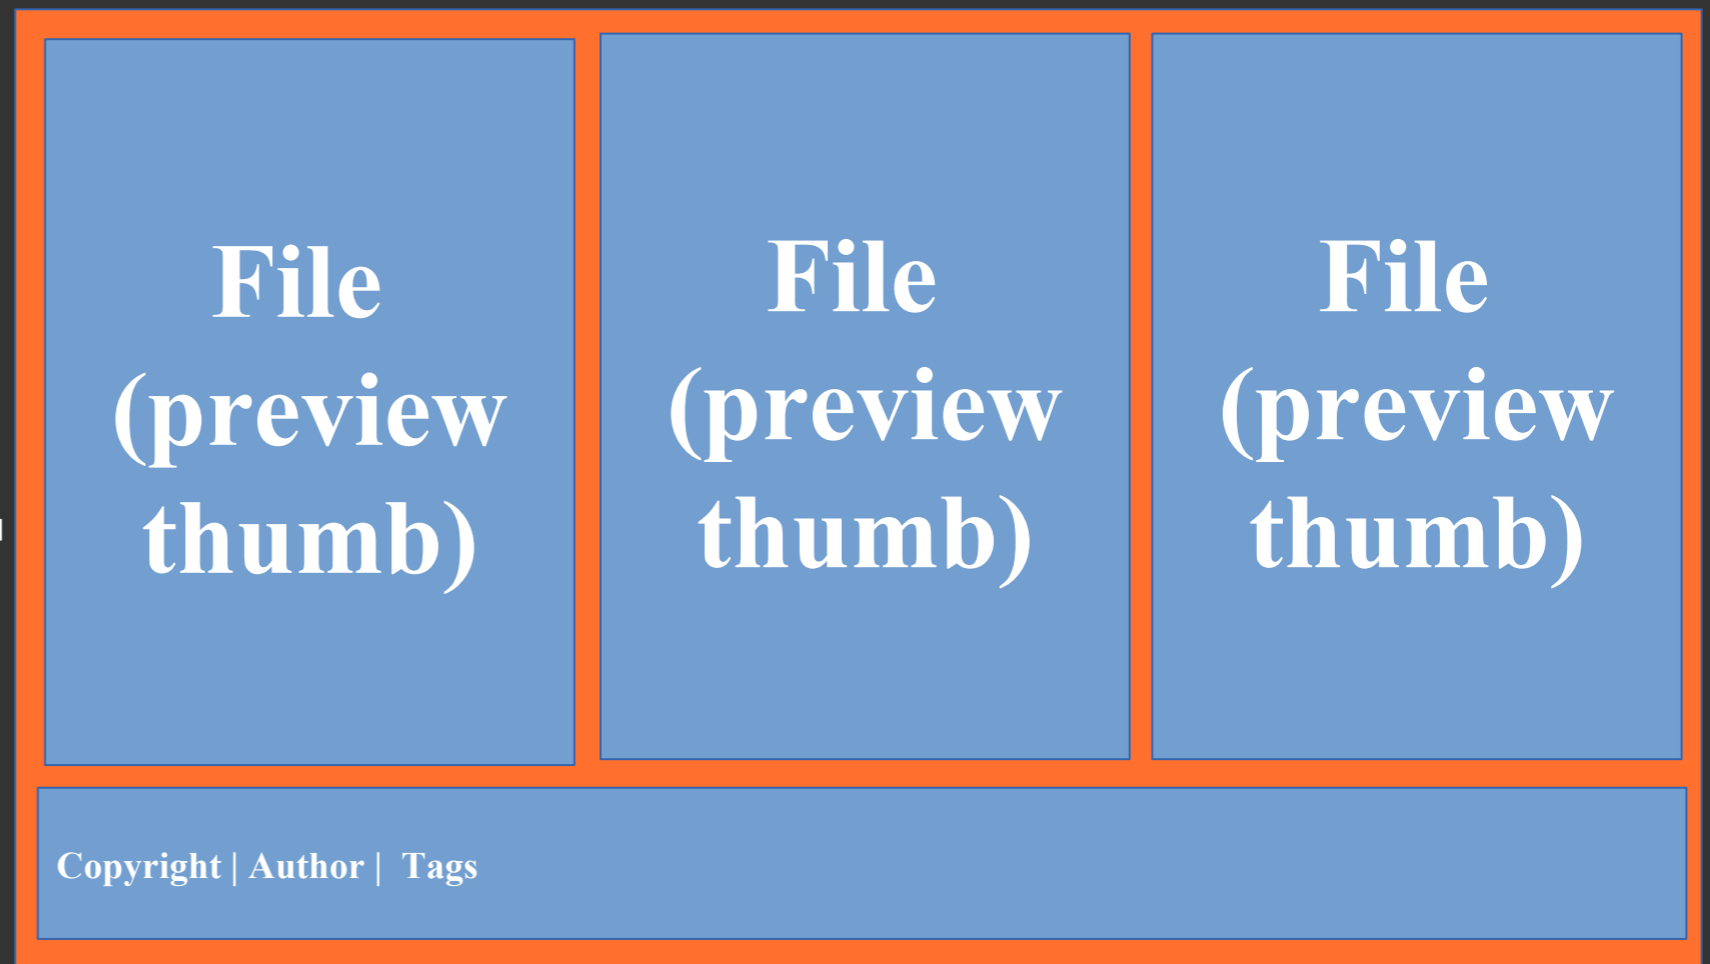 File
(preview
thumb)
File
(preview
thumb)
File
(preview
thumb)
Copyright | Author |  Tags